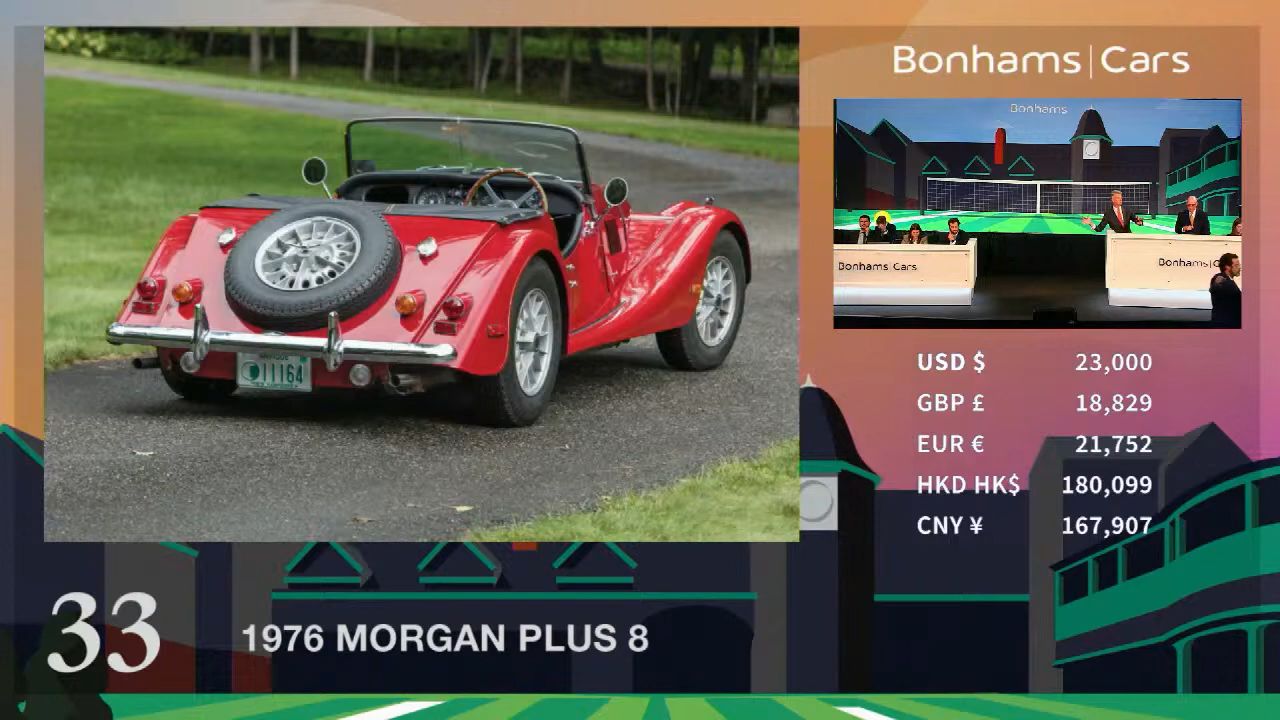 Bonhams|Cars
Bonhams
Bonhams|Cars
Bonhams|C
USD $ 23,000
GBP £ 18,829
EUR € 21,752
HKD HK$ 180,099
CNY ¥ 167,907
J1164
33
1976 MORGAN PLUS 8